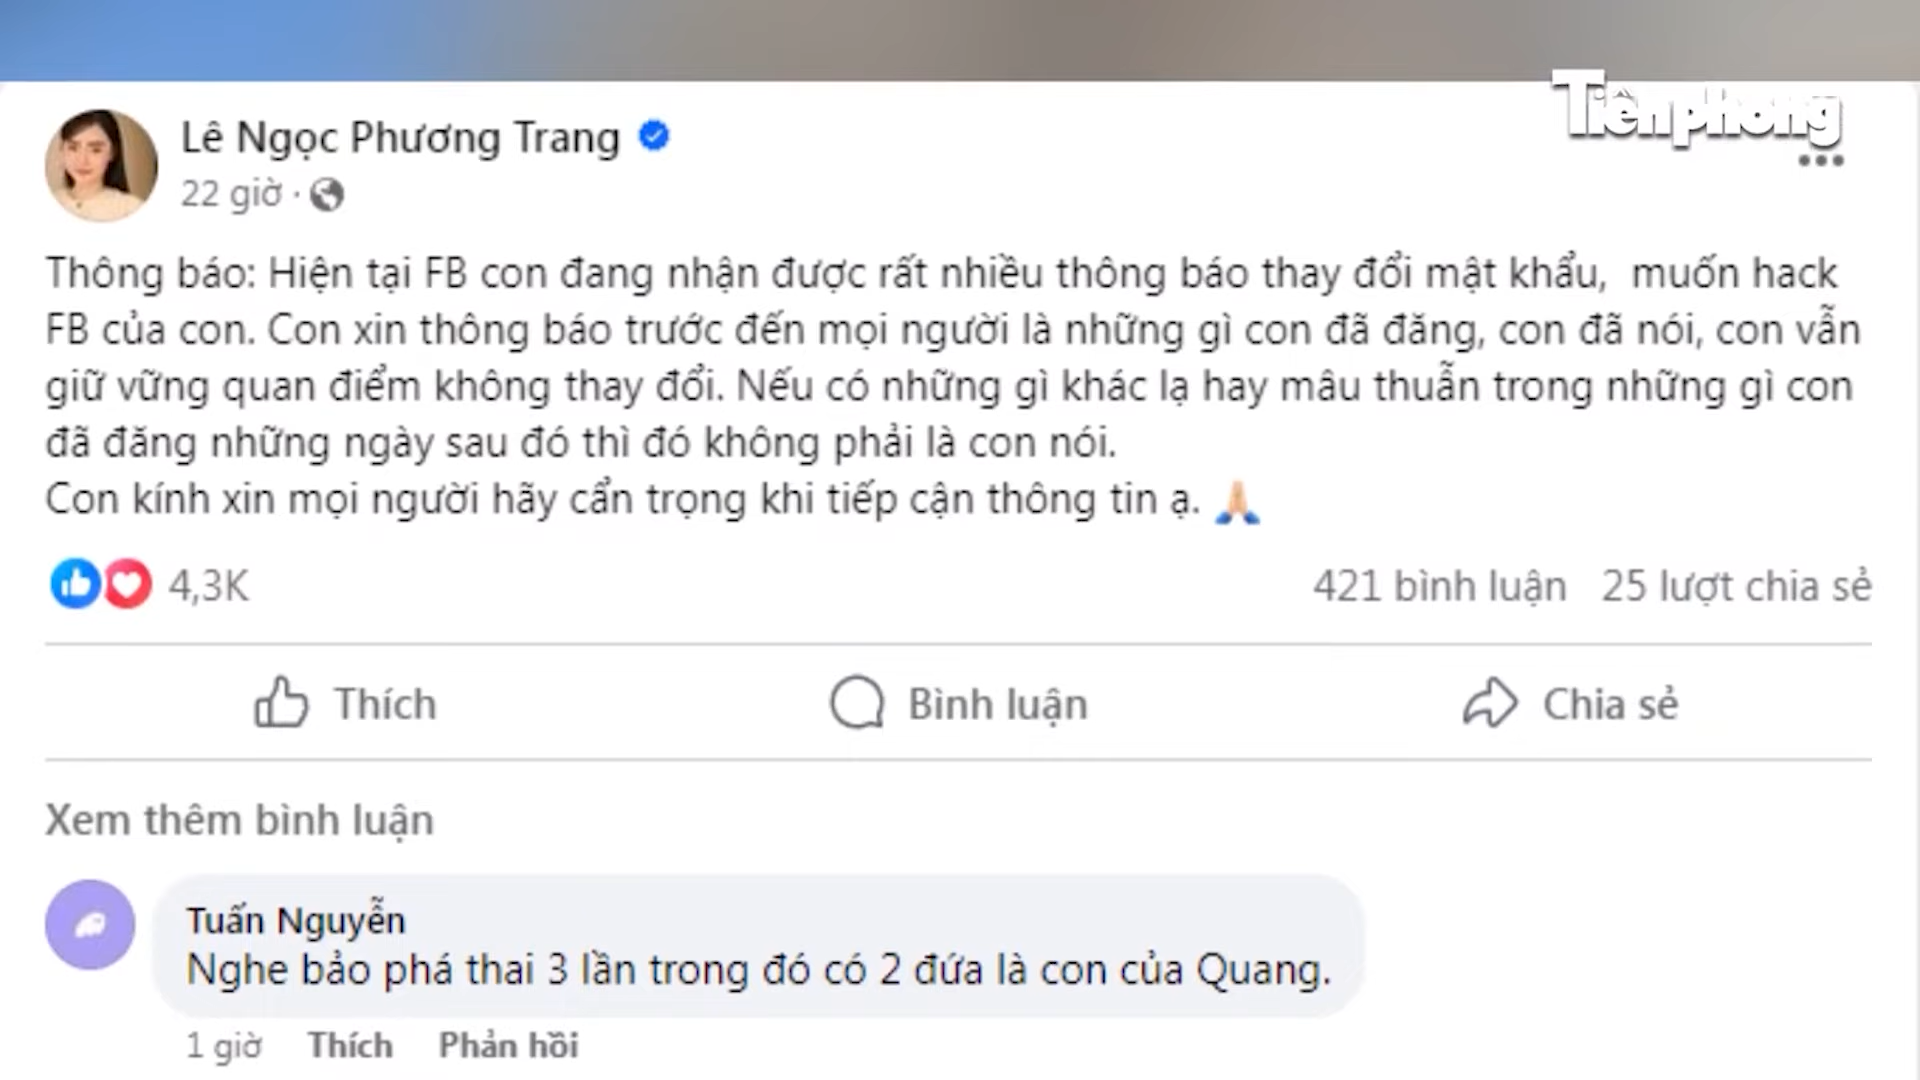 Tiền phong
Lê Ngọc Phương Trang
22 giờ ·
Thông báo: Hiện tại FB con đang nhận được rất nhiều thông báo thay đổi mật khẩu, muốn hack
FB của con. Con xin thông báo trước đến mọi người là những gì con đã đăng, con đã nói, con vẫn
giữ vững quan điểm không thay đổi. Nếu có những gì khác lạ hay mâu thuẫn trong những gì con
đã đăng những ngày sau đó thì đó không phải là con nói.
Con kính xin mọi người hãy cẩn trọng khi tiếp cận thông tin ạ. 🙏🏼
4,3K
421 bình luận 25 lượt chia sẻ
Thích Bình luận Chia sẻ
Xem thêm bình luận
Tuấn Nguyễn
Nghe bảo phá thai 3 lần trong đó có 2 đứa là con của Quang.
1 giờ Thích Phản hồi